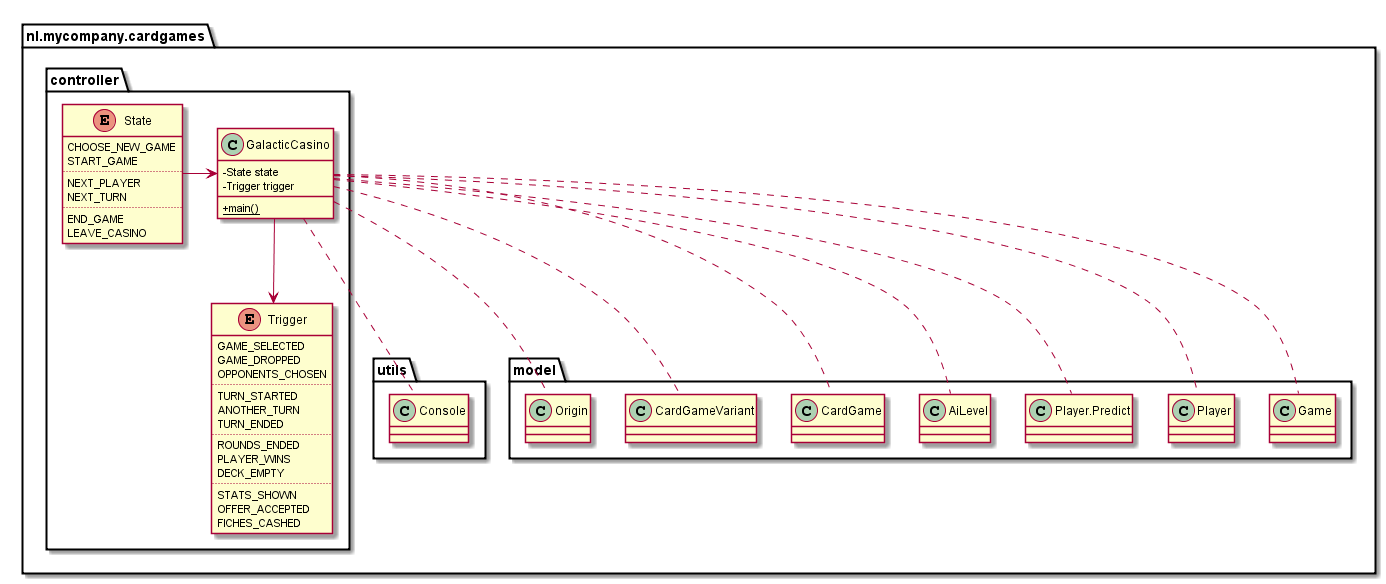 nl.mycompany.cardgames
controller
E State
CHOOSE_NEW_GAME
START_GAME
NEXT_PLAYER
NEXT_TURN
END_GAME
LEAVE_CASINO
C GalacticCasino
-State state
-Trigger trigger
+main()
E Trigger
GAME_SELECTED
GAME_DROPPED
OPPONENTS_CHOSEN
TURN_STARTED
ANOTHER_TURN
TURN_ENDED
ROUNDS_ENDED
PLAYER_WINS
DECK_EMPTY
STATS_SHOWN
OFFER_ACCEPTED
FICHES_CASHED
utils
C Console
model
C Origin
C CardGameVariant
C CardGame
C AiLevel
C Player.Predict
C Player
C Game